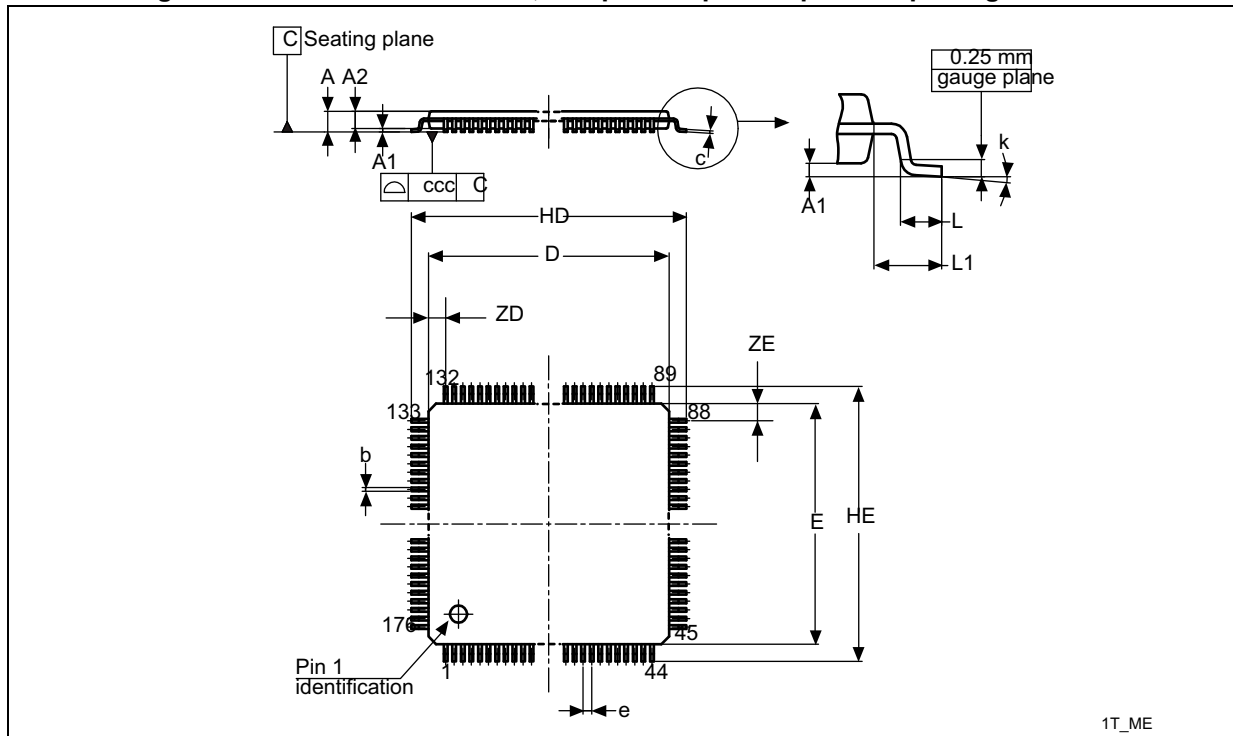 C Seating plane
A A2
A1
c
ccc C
0.25 mm
gauge plane
k
A1
L
L1
HD
D
ZD
ZE
132
89
133
88
b
E
HE
176
45
Pin 1
identification
1
44
e
1T_ME